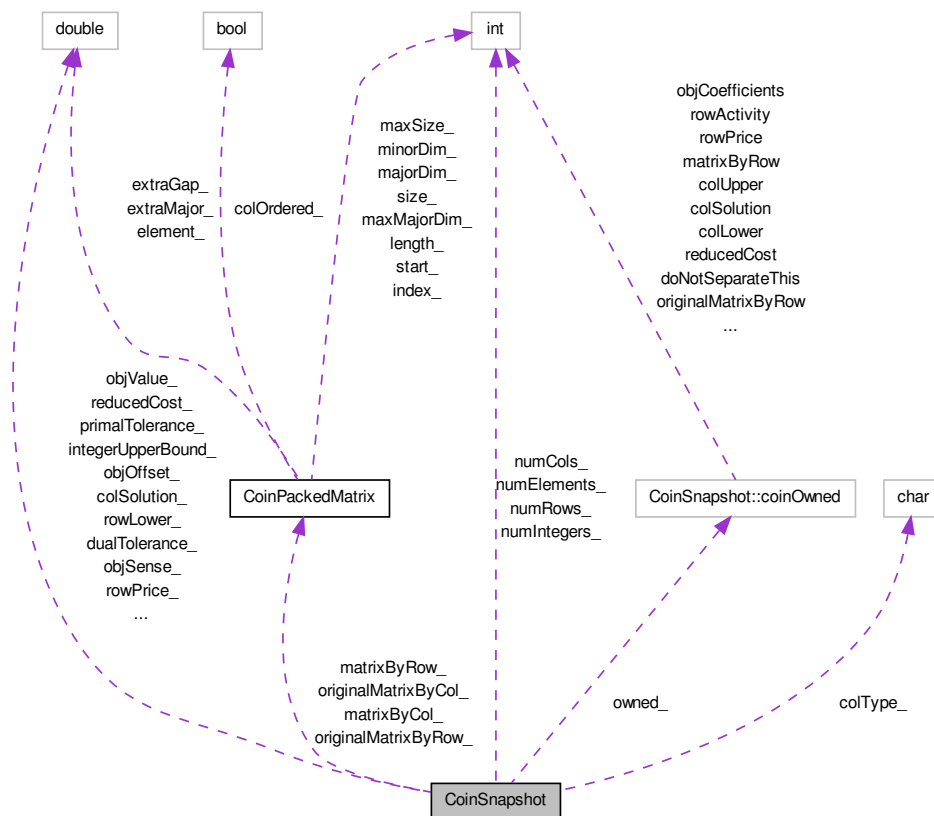 double
bool
int
objCoefficients
rowActivity
rowPrice
matrixByRow
colUpper
colSolution
colLower
reducedCost
doNotSeparateThis
originalMatrixByRow
...
maxSize_
minorDim_
majorDim_
size_
maxMajorDim_
length_
start_
index_
extraGap_
extraMajor_
element_
colOrdered_
objValue_
reducedCost_
primalTolerance_
integerUpperBound_
objOffset_
colSolution_
rowLower_
dualTolerance_
objSense_
rowPrice_
...
CoinPackedMatrix
numCols_
numElements_
numRows_
numIntegers_
CoinSnapshot::coinOwned
char
matrixByRow_
originalMatrixByCol_
matrixByCol_
originalMatrixByRow_
owned_
colType_
CoinSnapshot